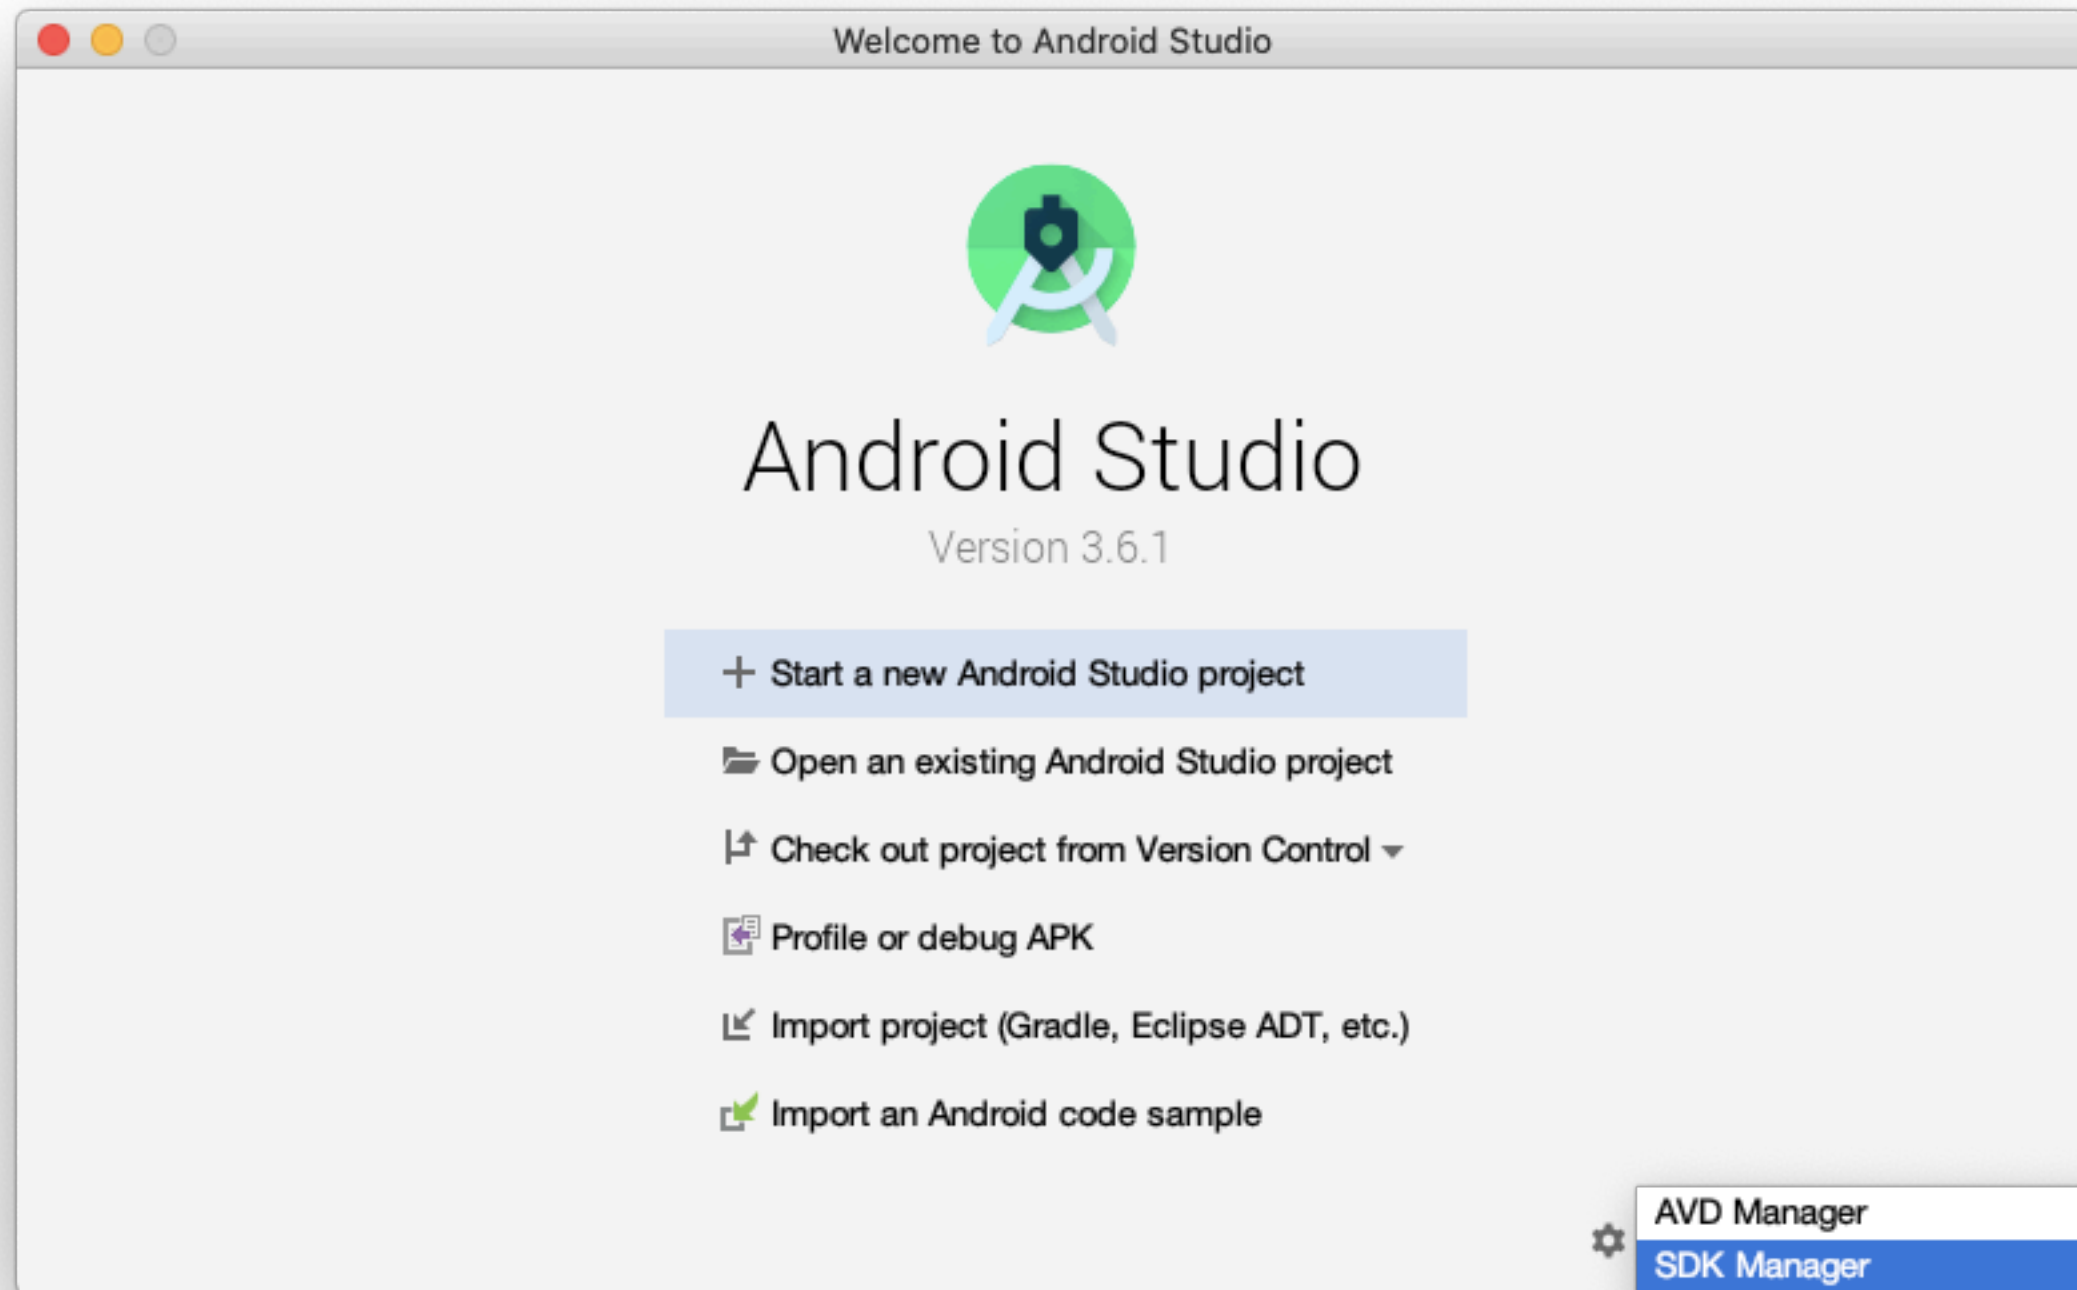 Welcome to Android Studio
Android Studio
Version 3.6.1
Start a new Android Studio project
Open an existing Android Studio project
Check out project from Version Control
Profile or debug APK
Import project (Gradle, Eclipse ADT, etc.)
Import an Android code sample
AVD Manager
SDK Manager